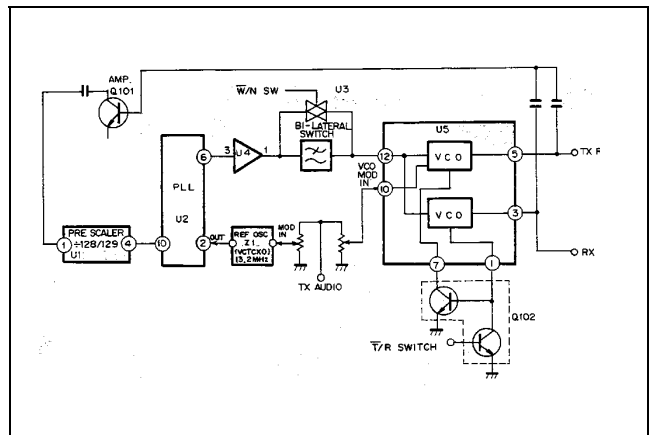 AMP.
Q101
W/N SW
U3
BI-LATERAL
SWITCH
U5
6
3
U4
1
12
VCO
5
TX F
VCO
MOD
IN
10
PLL
U2
VCO
3
PRE SCALER
1
÷128/129
4
U1
10
2
OUT
REF OSC
Z1
(VCTCXO)
13.2MHz
MOD
IN
RX
7
1
TX AUDIO
Q102
T/R SWITCH